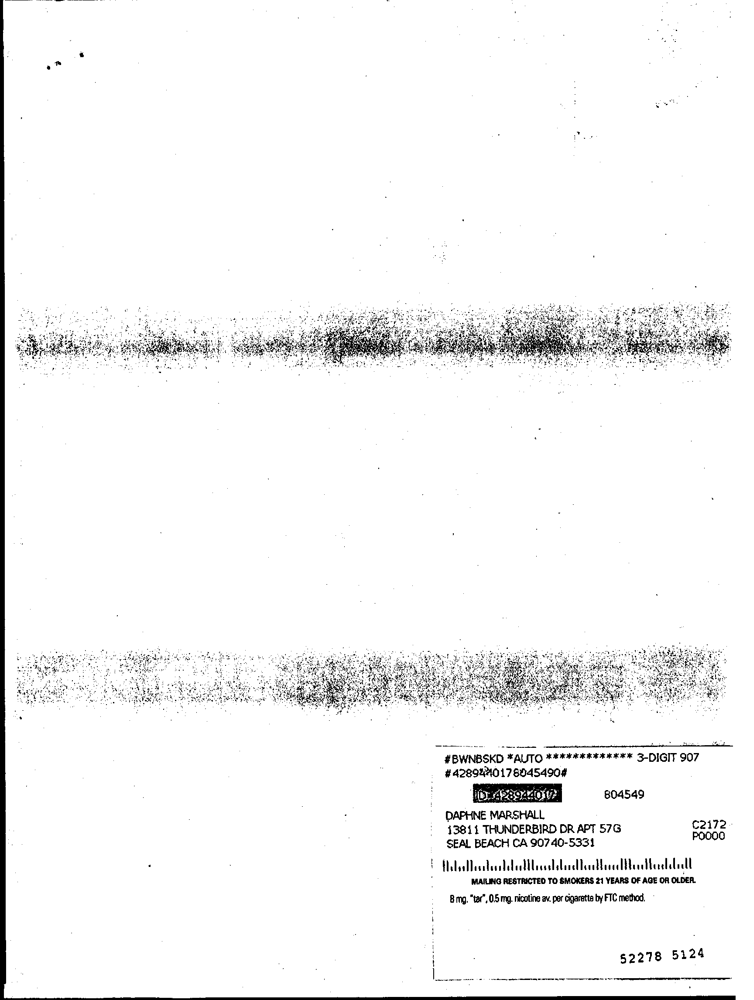 #BWNBSKD *AUTO ************* 3-DIGIT 907
ID: 428944017 804549
DAPHNE MARSHALL
13811 THUNDERBIRD DR APT 57G C2172
SEAL BEACH CA 90740-5331 P0000
MAILING RESTRICTED TO SMOKERS 21 YEARS OF AGE OR OLDER.
8 mg. "tar", 0.5 mg. nicotine av. per cigarette by FTC method.
52278 5124